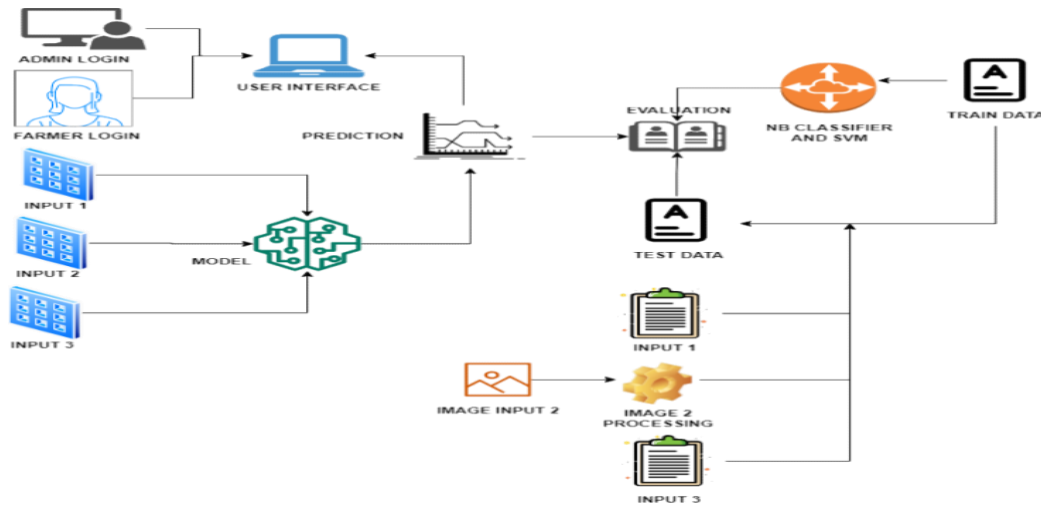 ADMIN LOGIN
USER INTERFACE
FARMER LOGIN
PREDICTION
EVALUATION
NB CLASSIFIER
AND SVM
A
TRAIN DATA
INPUT 1
INPUT 2
INPUT 3
MODEL
A
TEST DATA
INPUT 1
IMAGE INPUT 2
IMAGE 2
PROCESSING
INPUT 3